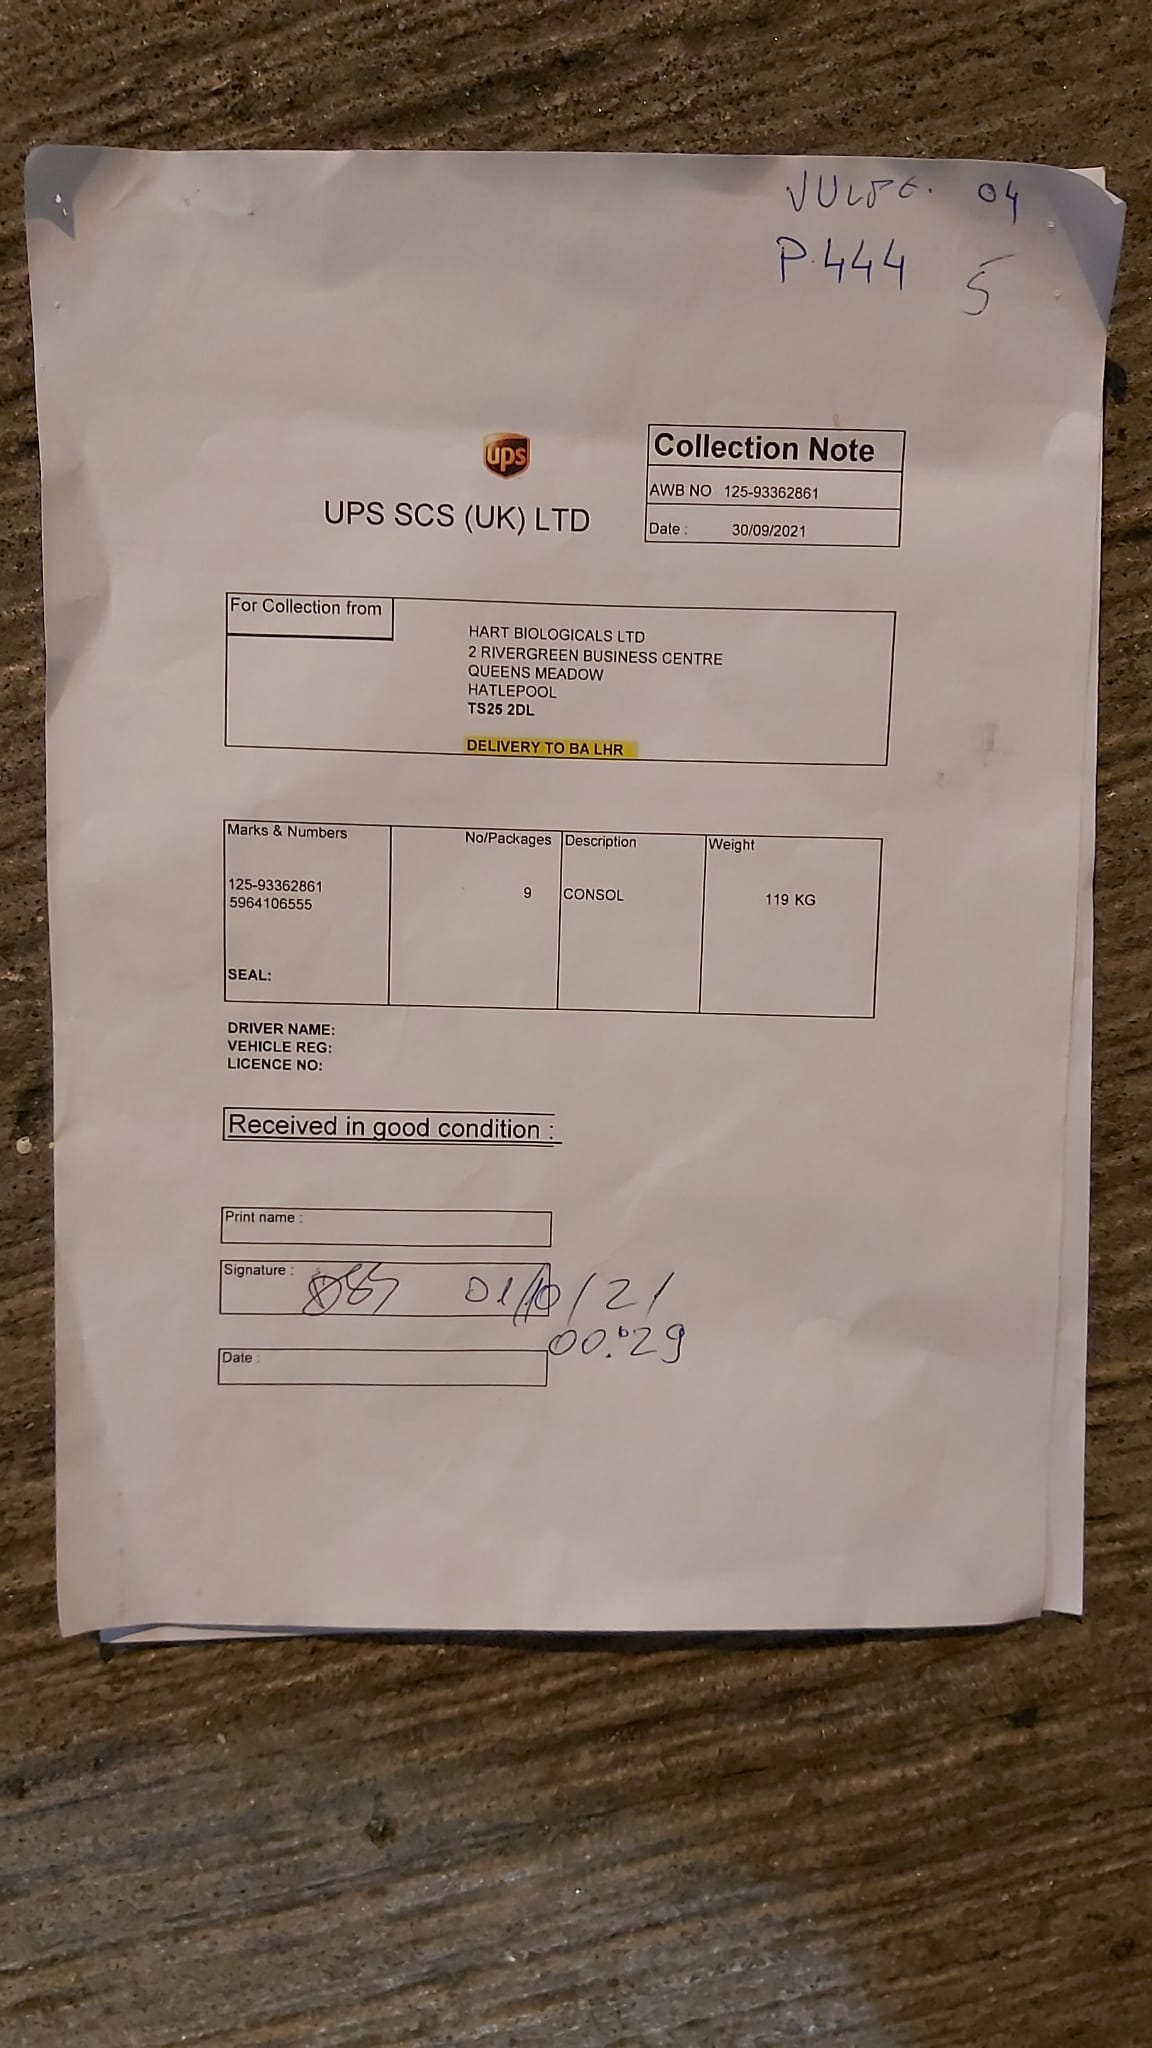 04
P.444 5
ups
UPS SCS (UK) LTD
Collection Note
AWB NO 125-93362861
Date : 30/09/2021
For Collection from
HART BIOLOGICALS LTD
2 RIVERGREEN BUSINESS CENTRE
QUEENS MEADOW
HATLEPOOL
TS25 2DL
DELIVERY TO BA LHR
Marks & Numbers No/Packages Description Weight
125-93362861 9 CONSOL 119 KG
5964106555
SEAL:
DRIVER NAME:
VEHICLE REG:
LICENCE NO:
Received in good condition :
Print name :
Signature : 01/10/21
00:29
Date :